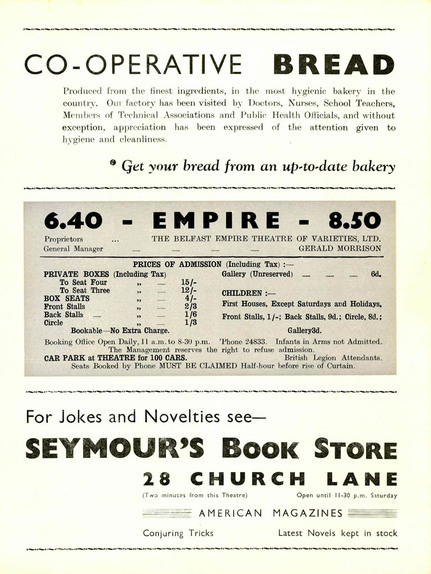 CO-OPERATIVE BREAD
Produced from the finest ingredients, in the most hygienic bakery in the
country. Our factory has been visited by Doctors, Nurses, School Teachers,
Members of Technical Associations and Public Health Officials, and without
exception, appreciation has been expressed of the attention given to
hygiene and cleanliness.
Get your bread from an up-to-date bakery
6.40 - EMPIRE - 8.50
Proprietors ... THE BELFAST EMPIRE THEATRE OF VARIETIES, LTD.
General Manager — — — — GERALD MORRISON
PRICES OF ADMISSION (Including Tax) :—
PRIVATE BOXES (Including Tax)
To Seat Four „ — 15/-
To Seat Three „ — 12/-
BOX SEATS „ — 4/-
Front Stalls „ — 2/3
Back Stalls — „ — 1/6
Circle „ — 1/3
Bookable—No Extra Charge.
Gallery (Unreserved) — — — 6d.
CHILDREN :—
First Houses, Except Saturdays and Holidays,
Front Stalls, 1/-; Back Stalls, 9d.; Circle, 8d.;
Gallery3d.
Booking Office Open Daily, 11 a.m. to 8-30 p.m. 'Phone 24833. Infants in Arms not Admitted.
The Management reserves the right to refuse admission.
CAR PARK at THEATRE for 100 CARS. British Legion Attendants.
Seats Booked by Phone MUST BE CLAIMED Half-hour before rise of Curtain.
For Jokes and Novelties see—
SEYMOUR'S BOOK STORE
28 CHURCH LANE
(Two minutes from this Theatre) Open until 11-30 p.m. Saturday
AMERICAN MAGAZINES
Conjuring Tricks Latest Novels kept in stock